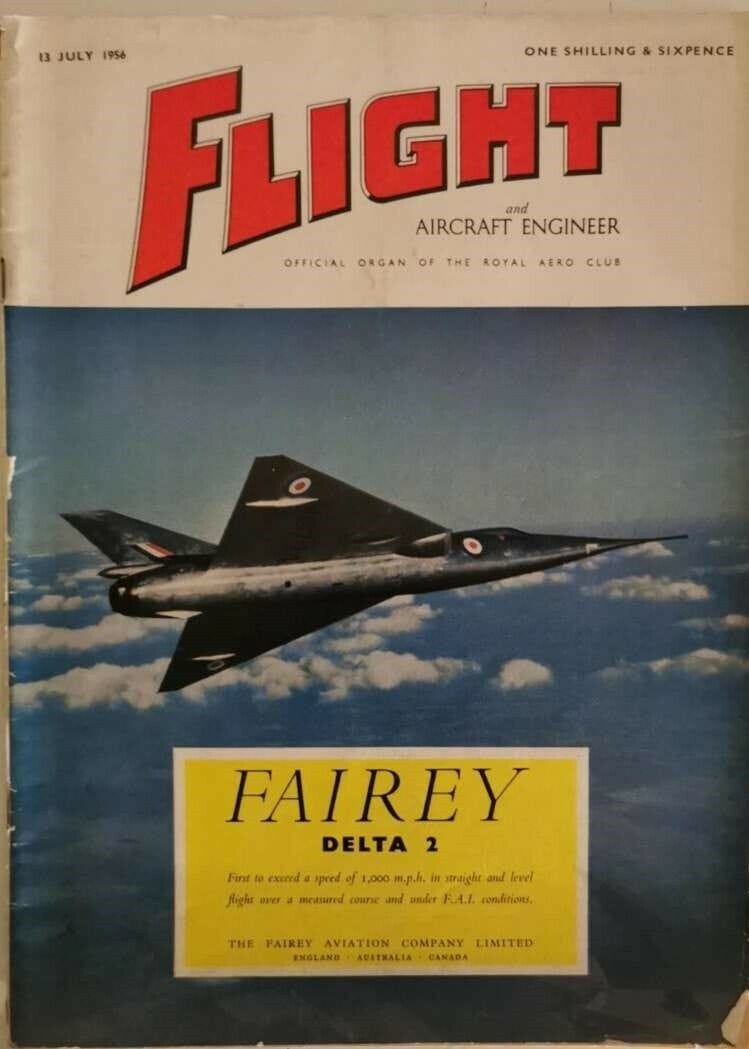 13 JULY 1956
ONE SHILLING & SIXPENCE
FLIGHT
and
AIRCRAFT ENGINEER
OFFICIAL ORGAN OF THE ROYAL AERO CLUB
FAIREY
DELTA 2
First to exceed a speed of 1,000 m.p.h. in straight and level
flight over a measured course and under F.A.I. conditions.
THE FAIREY AVIATION COMPANY LIMITED
ENGLAND · AUSTRALIA · CANADA